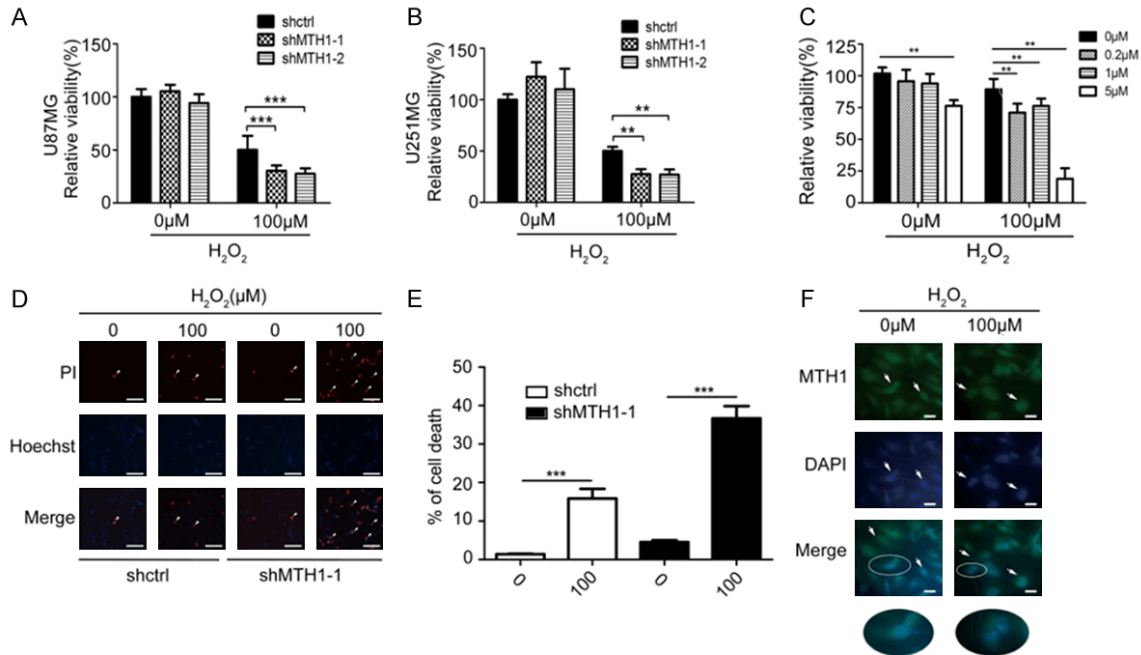 A
shctrl
shMTH1-1
shMTH1-2
U87MG
Relative viability(%)
150
100
50
0
***
***
0μM 100μM
H₂O₂
B
shctrl
shMTH1-1
shMTH1-2
U251MG
Relative viability(%)
150
100
50
0
**
**
0μM 100μM
H₂O₂
C
0μM
0.2μM
1μM
5μM
Relative viability(%)
125
100
75
50
25
0
**
**
**
**
0μM 100μM
H₂O₂
D
H₂O₂(μM)
0 100 0 100
PI
Hoechst
Merge
shctrl shMTH1-1
E
% of cell death
50
40
30
20
10
0
shctrl
shMTH1-1
***
***
0 100 0 100
F
H₂O₂
0μM 100μM
MTH1
DAPI
Merge